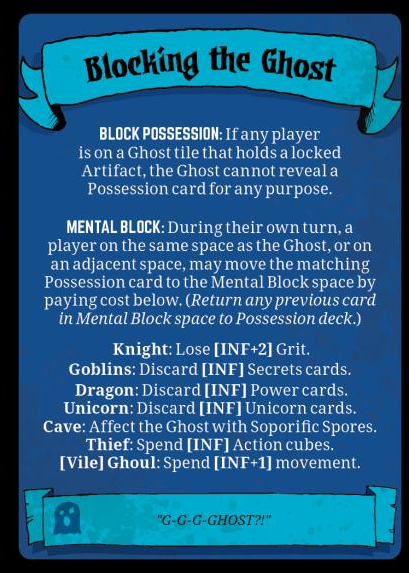 Blocking the Ghost
BLOCK POSSESSION: If any player
is on a Ghost tile that holds a locked
Artifact, the Ghost cannot reveal a
Possession card for any purpose.
MENTAL BLOCK: During their own turn, a
player on the same space as the Ghost, or on
an adjacent space, may move the matching
Possession card to the Mental Block space by
paying cost below. (Return any previous card
in Mental Block space to Possession deck.)
Knight: Lose [INF+2] Grit.
Goblins: Discard [INF] Secrets cards.
Dragon: Discard [INF] Power cards.
Unicorn: Discard [INF] Unicorn cards.
Cave: Affect the Ghost with Soporific Spores.
Thief: Spend [INF] Action cubes.
[Vile] Ghoul: Spend [INF+1] movement.
"G-G-G-GHOST?!"